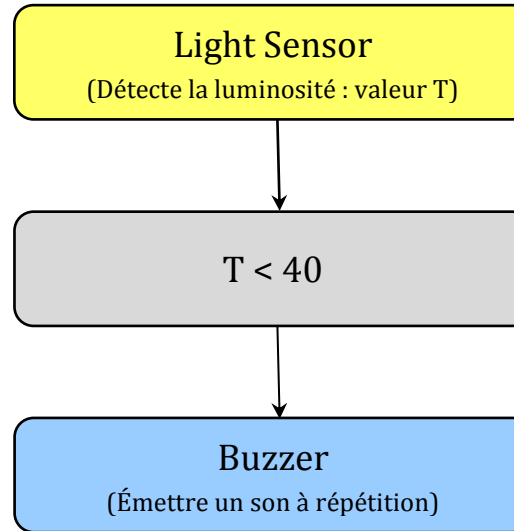 Light Sensor
(Détecte la luminosité : valeur T)
T < 40
Buzzer
(Émettre un son à répétition)